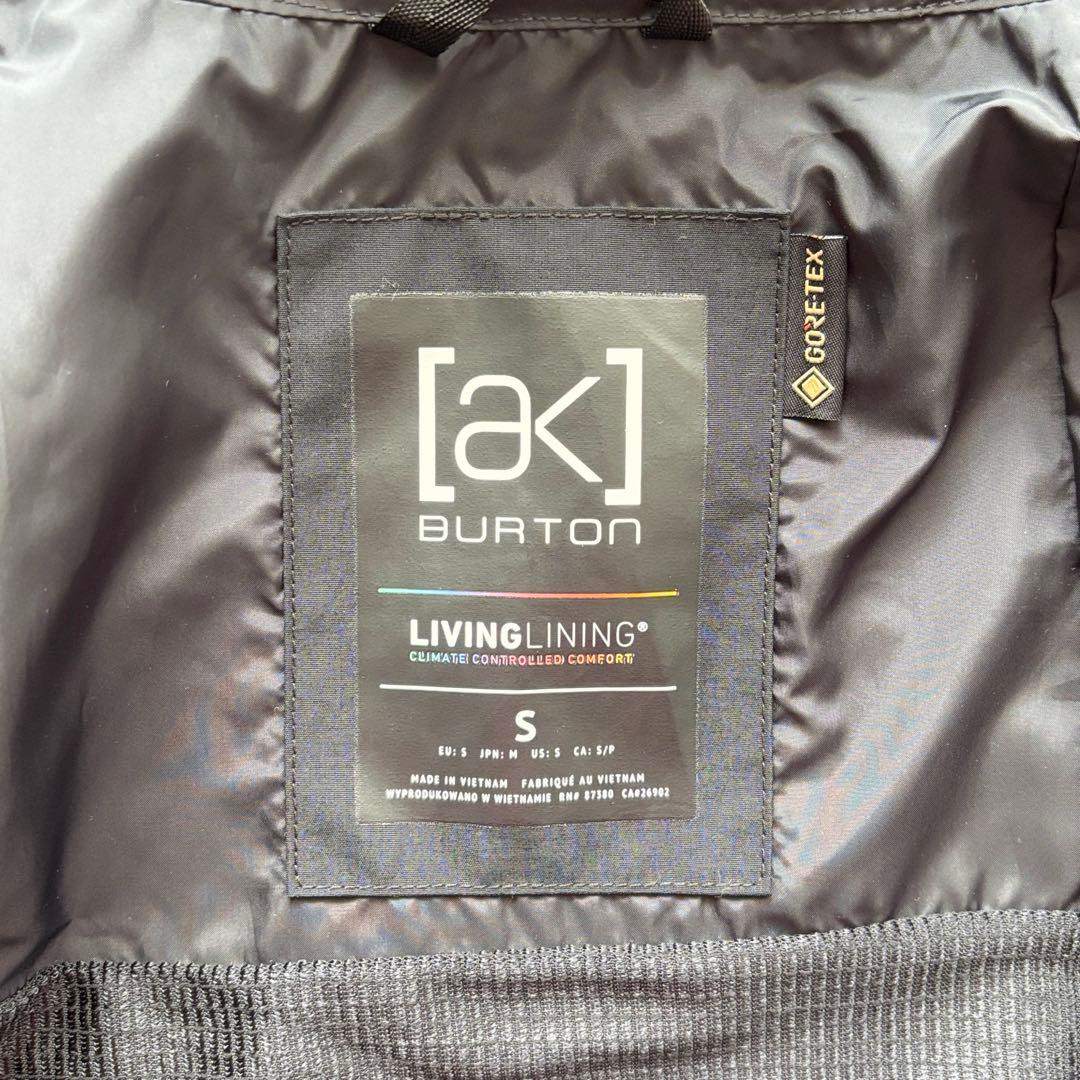 [ak]
BURTON
LIVINGLINING®
CLIMATE CONTROLLED COMFORT
S
EU: S JPN: M US: S CA: S/P
MADE IN VIETNAM FABRIQUÉ AU VIETNAM
WYPRODUKOWANO W WIETNAMIE RN# 87380 CA#26902
GORE-TEX